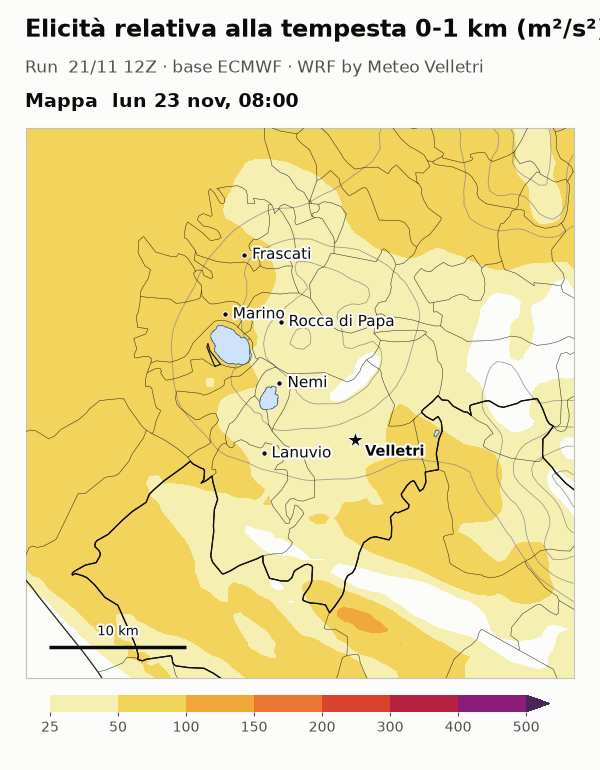 Elicità relativa alla tempesta 0-1 km (m²/s²)
Run  21/11 12Z · base ECMWF · WRF by Meteo Velletri
Mappa  lun 23 nov, 08:00
Frascati
Marino
Rocca di Papa
Nemi
Velletri
Lanuvio
10 km
25 50 100 150 200 300 400 500